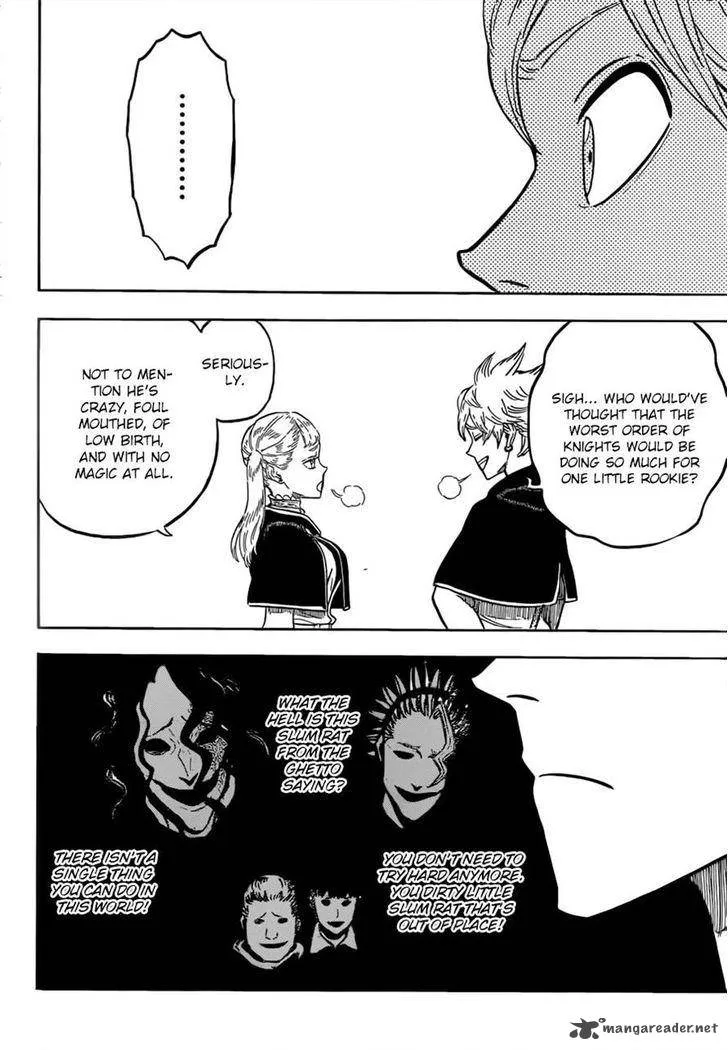 ..........
SIGH... WHO WOULD'VE
THOUGHT THAT THE
WORST ORDER OF
KNIGHTS WOULD BE
DOING SO MUCH FOR
ONE LITTLE ROOKIE?
SERIOUS-
LY.
NOT TO MEN-
TION HE'S
CRAZY, FOUL
MOUTHED, OF
LOW BIRTH,
AND WITH NO
MAGIC AT ALL.
WHAT THE
HELL IS THIS
SLUM RAT
FROM THE
GHETTO
SAYING?
YOU DON'T NEED TO
TRY HARD ANYMORE.
YOU DIRTY LITTLE
SLUM RAT THAT'S
OUT OF PLACE!
THERE ISN'T A
SINGLE THING
YOU CAN DO IN
THIS WORLD!
mangareader.net